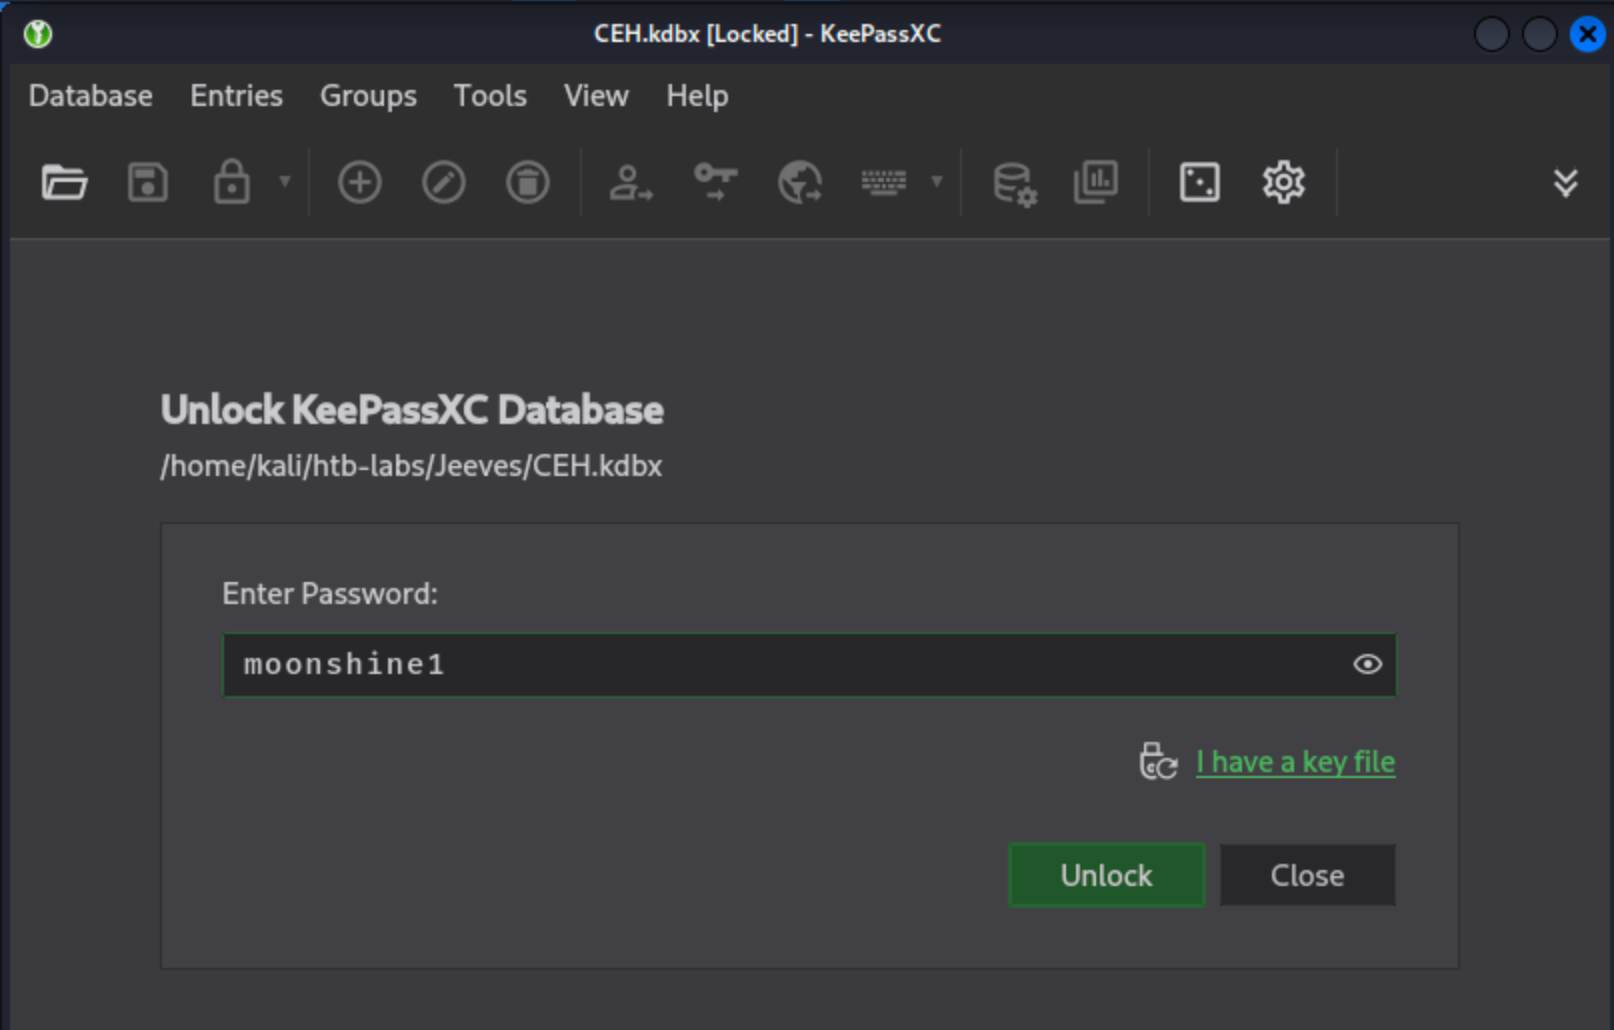 CEH.kdbx [Locked] - KeePassXC
Database Entries Groups Tools View Help
Unlock KeePassXC Database
/home/kali/htb-labs/Jeeves/CEH.kdbx
Enter Password:
moonshine1
I have a key file
Unlock Close